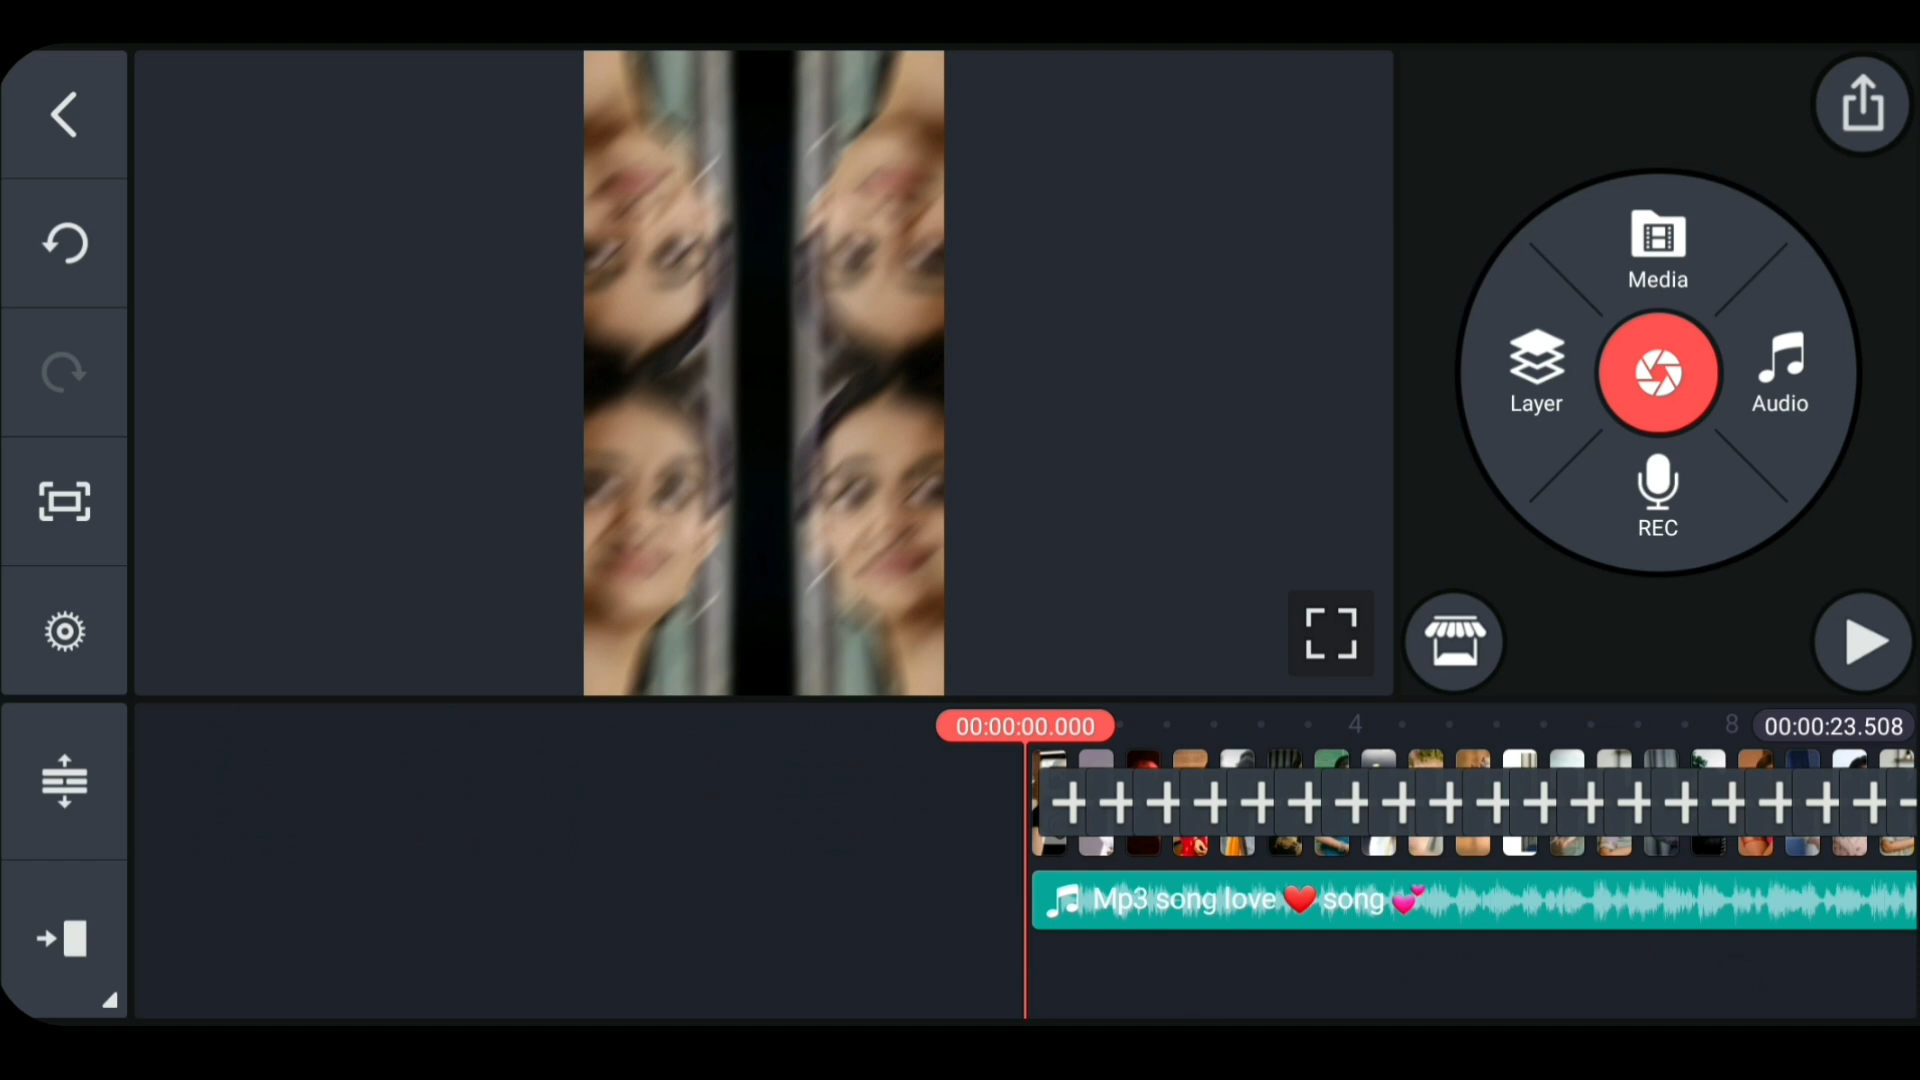 Media
Layer
Audio
REC
00:00:00.000
4
8
00:00:23.508
Mp3 song love ❤️ song 💕